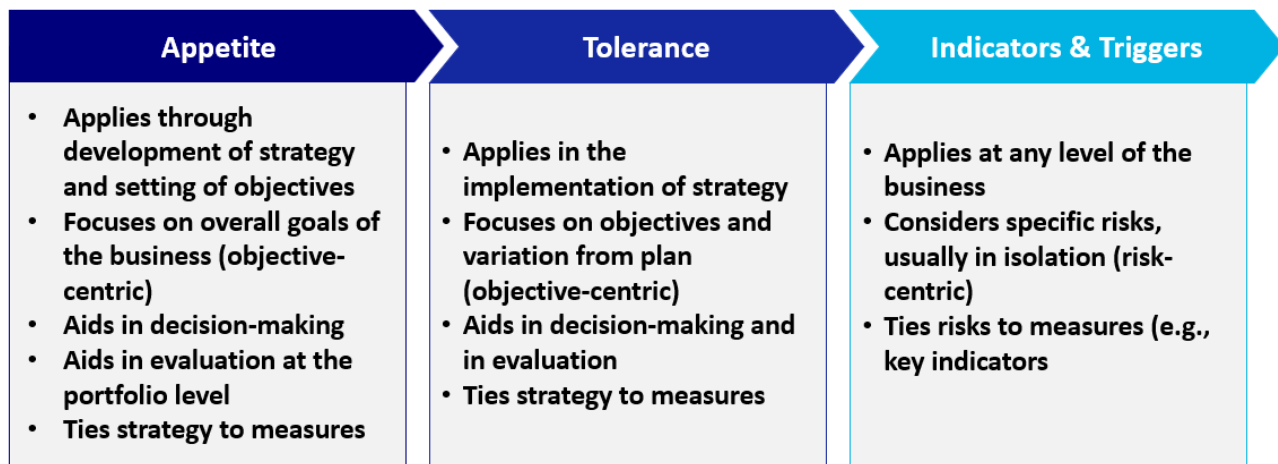 Appetite
• Applies through
development of strategy
and setting of objectives
• Focuses on overall goals of
the business (objective-
centric)
• Aids in decision-making
• Aids in evaluation at the
portfolio level
• Ties strategy to measures
Tolerance
• Applies in the
implementation of strategy
• Focuses on objectives and
variation from plan
(objective-centric)
• Aids in decision-making and
in evaluation
• Ties strategy to measures
Indicators & Triggers
• Applies at any level of the
business
• Considers specific risks,
usually in isolation (risk-
centric)
• Ties risks to measures (e.g.,
key indicators